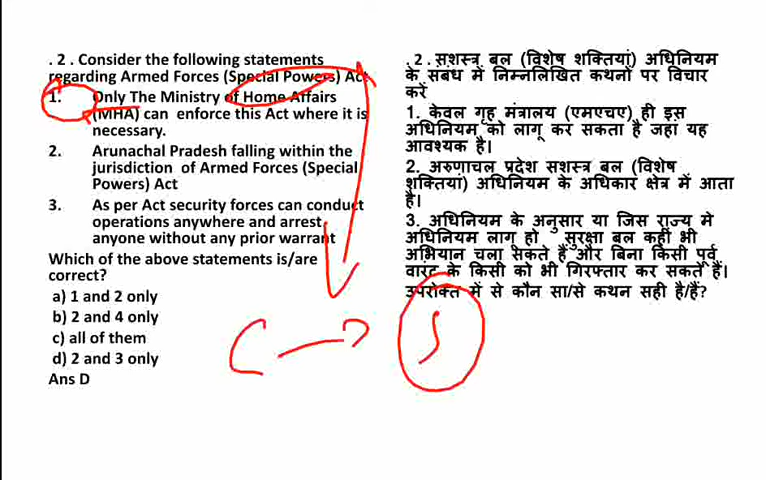 . 2 . Consider the following statements
regarding Armed Forces (Special Powers) Act
1. Only The Ministry of Home Affairs
(MHA) can enforce this Act where it is
necessary.
2. Arunachal Pradesh falling within the
jurisdiction of Armed Forces (Special
Powers) Act
3. As per Act security forces can conduct
operations anywhere and arrest
anyone without any prior warrant
Which of the above statements is/are
correct?
a) 1 and 2 only
b) 2 and 4 only
c) all of them
d) 2 and 3 only
Ans D
. 2 . सशस्त्र बल (विशेष शक्तियां) अधिनियम
के संबंध में निम्नलिखित कथनों पर विचार
करें
1. केवल गृह मंत्रालय (एमएचए) ही इस
अधिनियम को लागू कर सकता है जहां यह
आवश्यक है।
2. अरुणाचल प्रदेश सशस्त्र बल (विशेष
शक्तियां) अधिनियम के अधिकार क्षेत्र में आता
है।
3. अधिनियम के अनुसार या जिस राज्य मे
अधिनियम लाग हो सुरक्षा बल कहीं भी
अभियान चला सकते हैं और बिना किसी पूर्व
वारंट के किसी को भी गिरफ्तार कर सकते हैं।
उपरोक्त में से कौन सा/से कथन सही है/हैं?